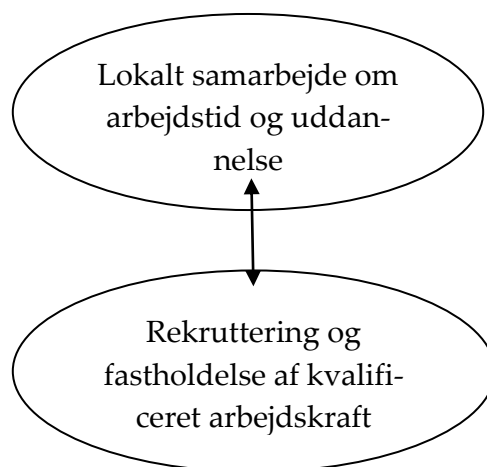 Lokalt samarbejde om
arbejdstid og uddan-
nelse
Rekruttering og
fastholdelse af kvalifi-
ceret arbejdskraft